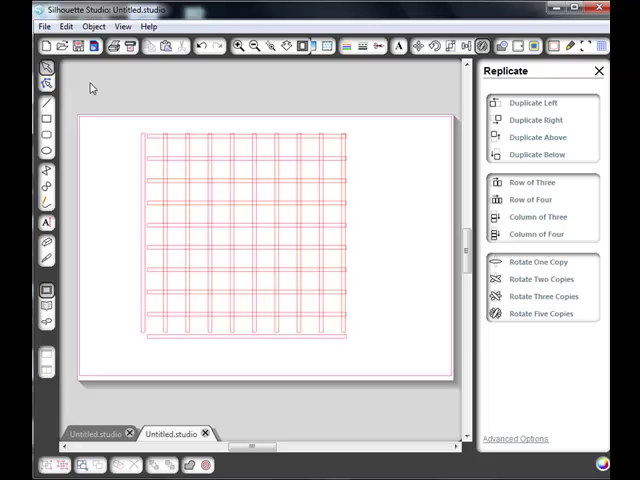 Silhouette Studio: Untitled.studio
File Edit Object View Help
Replicate
Duplicate Left
Duplicate Right
Duplicate Above
Duplicate Below
Row of Three
Row of Four
Column of Three
Column of Four
Rotate One Copy
Rotate Two Copies
Rotate Three Copies
Rotate Five Copies
Advanced Options
Untitled.studio Untitled.studio